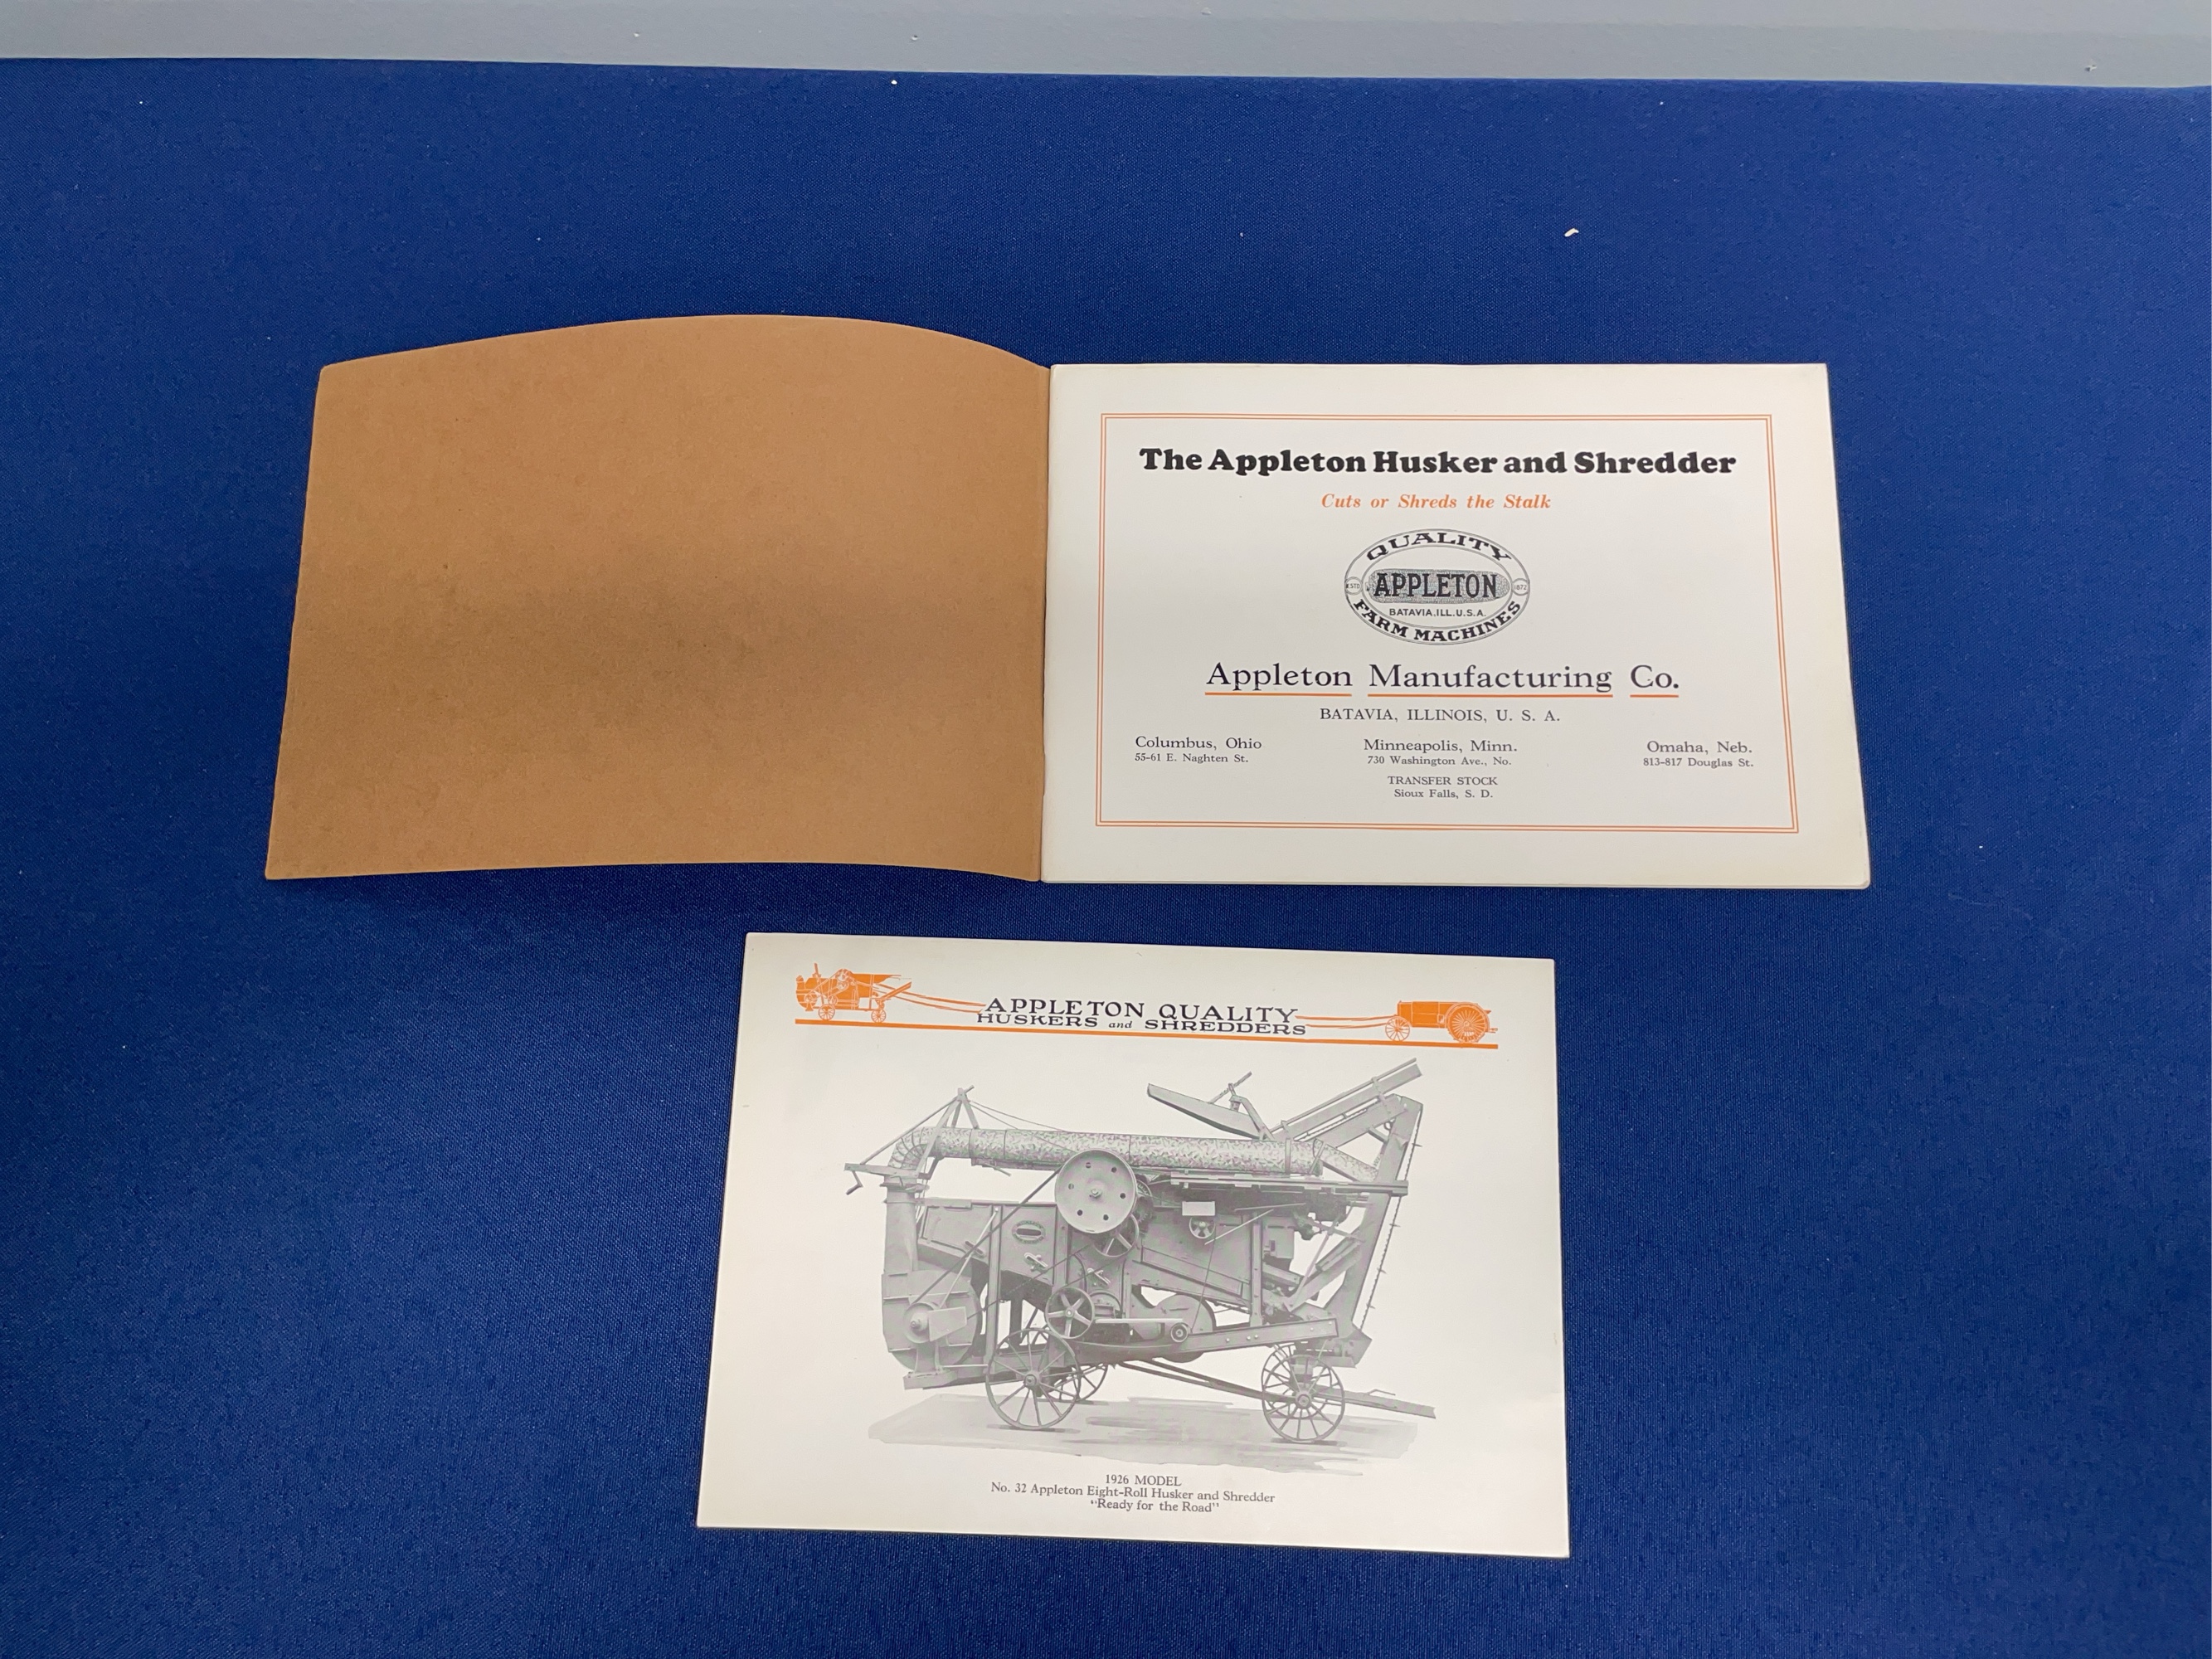 The Appleton Husker and Shredder
Cuts or Shreds the Stalk
QUALITY
ESTD 1872
APPLETON
BATAVIA, ILL. U.S.A.
FARM MACHINES
Appleton Manufacturing Co.
BATAVIA, ILLINOIS, U. S. A.
Columbus, Ohio
55-61 E. Naghten St.
Minneapolis, Minn.
730 Washington Ave., No.
Omaha, Neb.
813-817 Douglas St.
TRANSFER STOCK
Sioux Falls, S. D.
APPLETON QUALITY
HUSKERS and SHREDDERS
1926 MODEL
No. 32 Appleton Eight-Roll Husker and Shredder
"Ready for the Road"